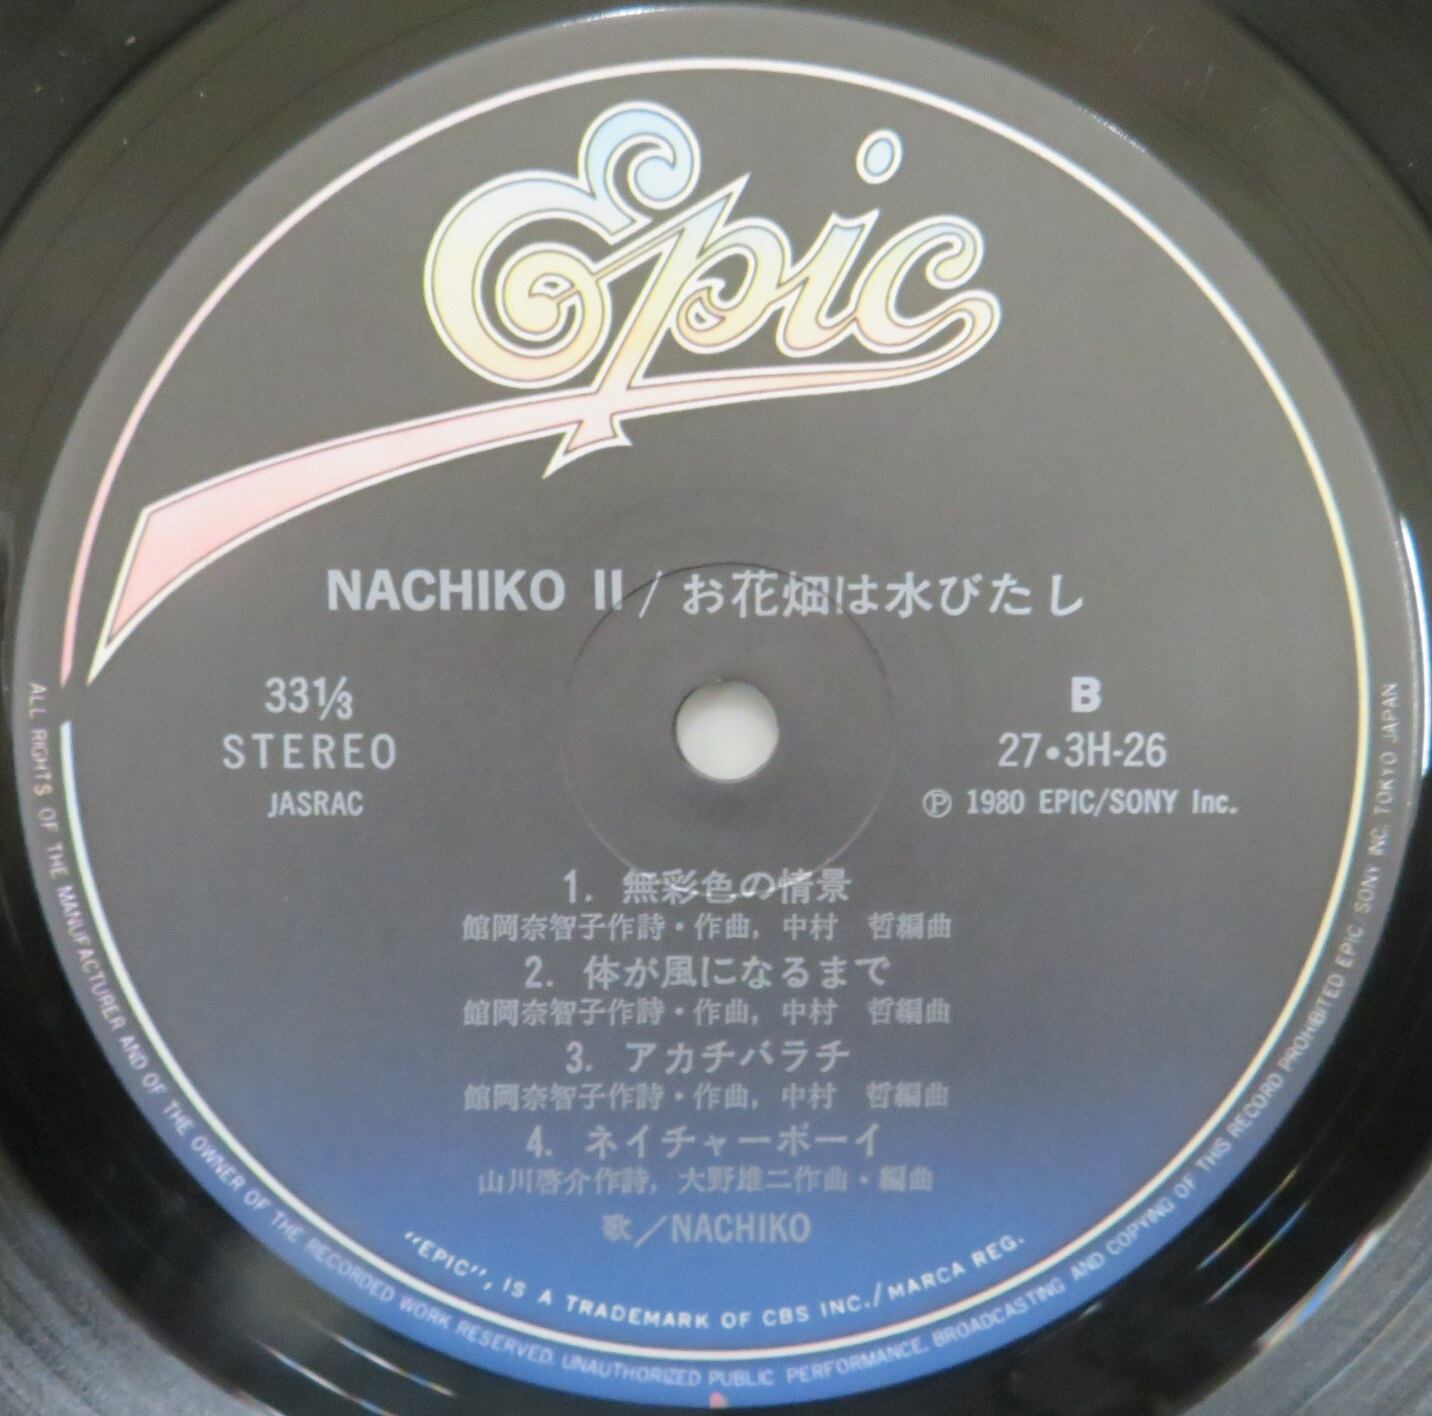 Epic
NACHIKO II / お花畑は水びたし
33⅓
STEREO
JASRAC
B
27・3H-26
Ⓟ 1980 EPIC/SONY Inc.
1. 無彩色の情景
館岡奈智子作詩・作曲, 中村 哲編曲
2. 体が風になるまで
館岡奈智子作詩・作曲, 中村 哲編曲
3. アカチバラチ
館岡奈智子作詩・作曲, 中村 哲編曲
4. ネイチャーボーイ
山川啓介作詩, 大野雄二作曲・編曲
歌／NACHIKO
"EPIC", IS A TRADEMARK OF CBS INC./MARCA REG.
ALL RIGHTS OF THE MANUFACTURER AND OF THE OWNER OF THE RECORDED WORK RESERVED. UNAUTHORIZED PUBLIC PERFORMANCE. BROADCASTING AND COPYING OF THIS RECORD PROHIBITED EPIC SONY INC. TOKYO JAPAN